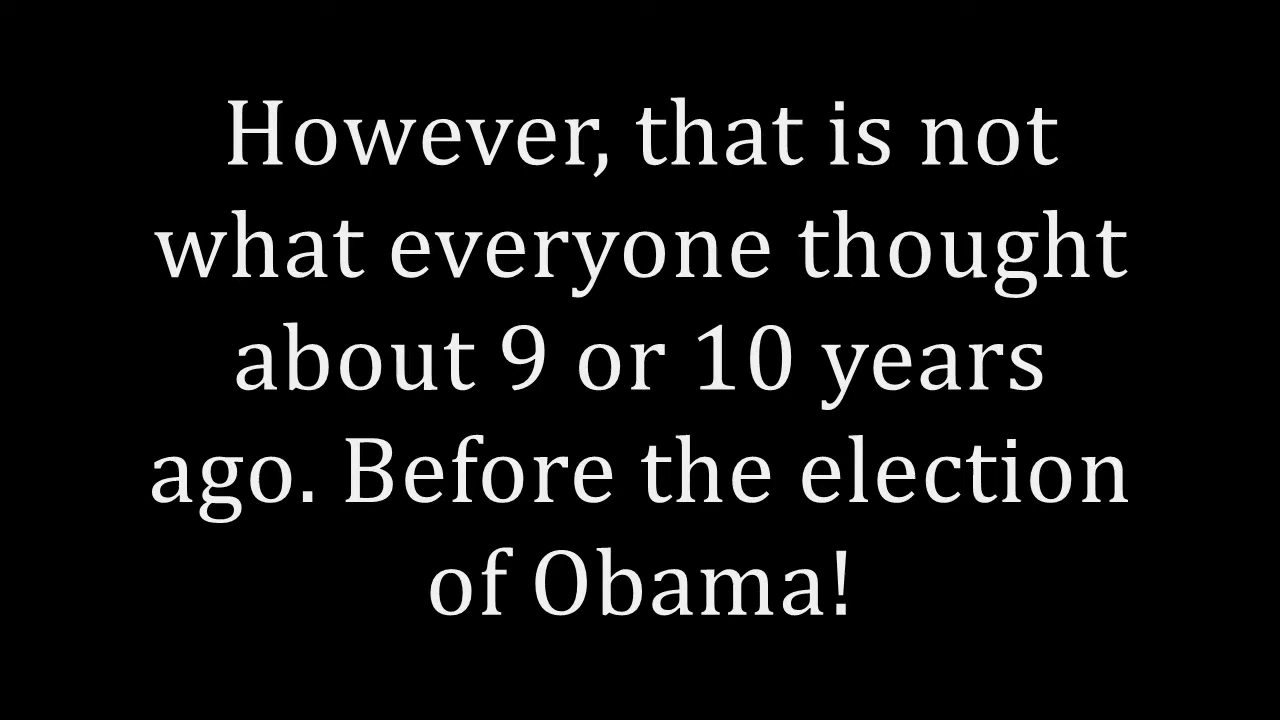 However, that is not
what everyone thought
about 9 or 10 years
ago. Before the election
of Obama!